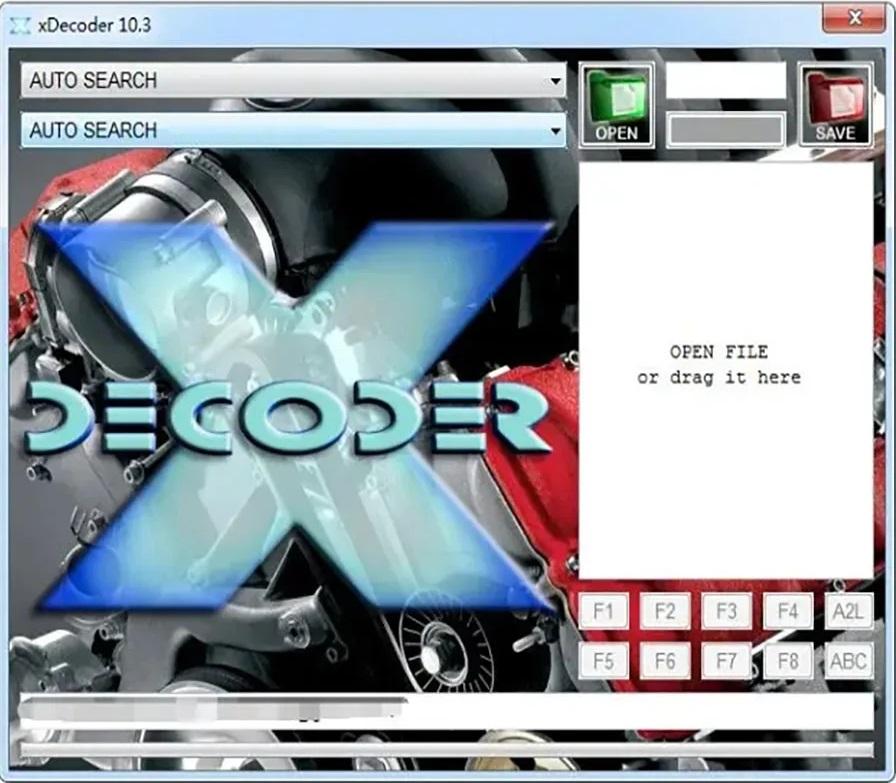 xDecoder 10.3
AUTO SEARCH
AUTO SEARCH
OPEN
SAVE
OPEN FILE
or drag it here
DECODER
F1 F2 F3 F4 A2L
F5 F6 F7 F8 ABC